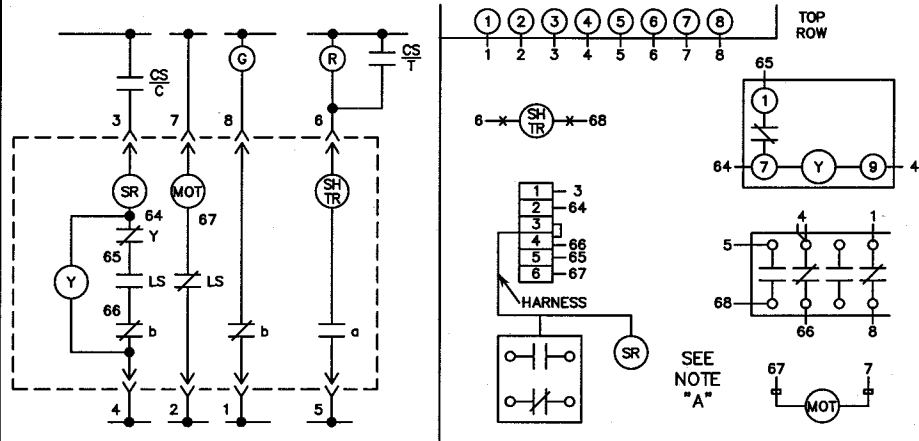 G
R
CS
C
CS
T
3
7
8
6
SR
MOT
SH
TR
64
67
Y
65
Y
LS
LS
66
b
b
a
4
2
1
5
1 2 3 4 5 6 7 8
TOP
ROW
1 2 3 4 5 6 7 8
6
SH
TR
68
65
1
64
7
Y
9
4
1
3
2
64
3
4
66
5
65
6
67
HARNESS
SR
4
1
5
68
66
8
SEE
NOTE
"A"
67
7
MOT